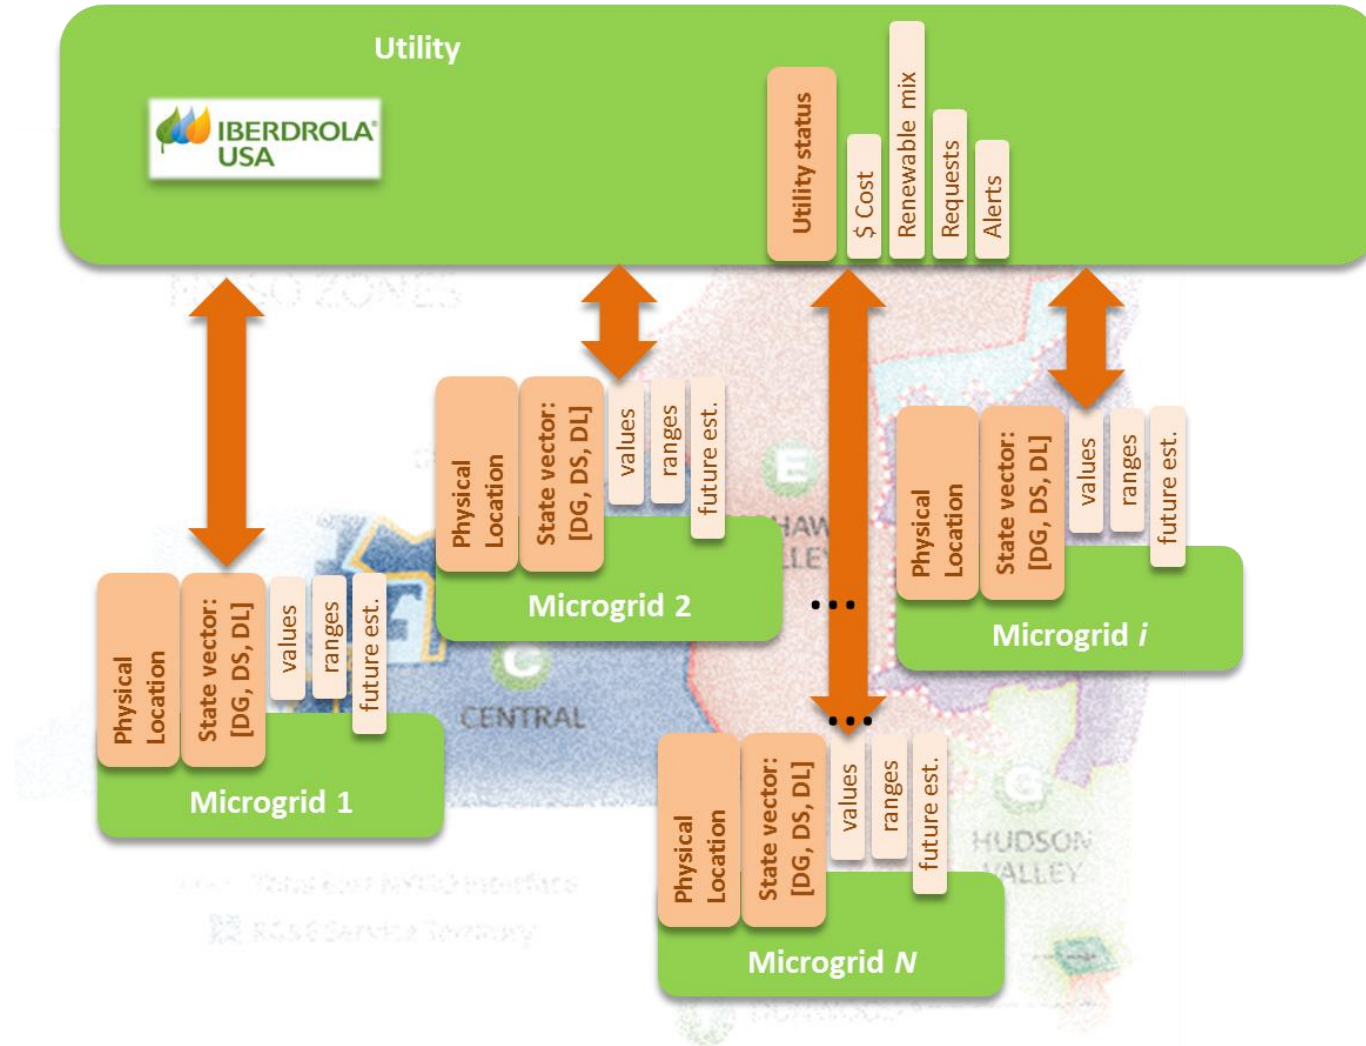 Utility
IBERDROLA®
USA
Utility status
$ Cost
Renewable mix
Requests
Alerts
ZONES
Physical
Location
State vector:
[DG, DS, DL]
values
ranges
future est.
Microgrid 2
Physical
Location
State vector:
[DG, DS, DL]
values
ranges
future est.
Microgrid i
E
...
Physical
Location
State vector:
[DG, DS, DL]
values
ranges
future est.
Microgrid 1
C
CENTRAL
...
Physical
Location
State vector:
[DG, DS, DL]
values
ranges
future est.
Microgrid N
G
HUDSON
VALLEY
Service Territory